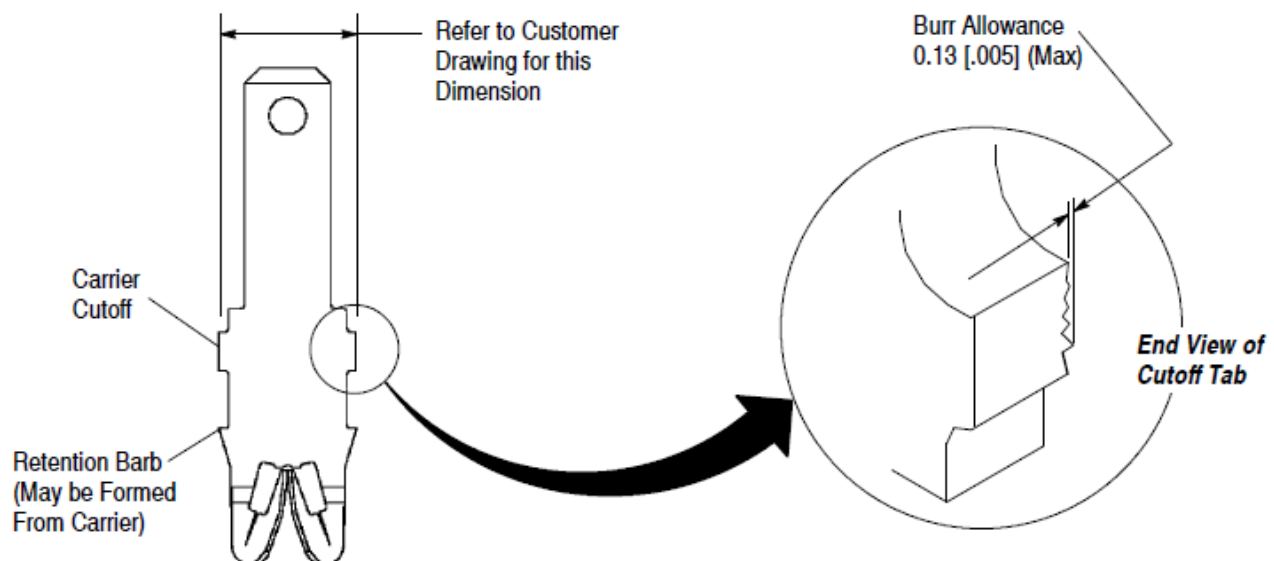 Refer to Customer
Drawing for this
Dimension
Burr Allowance
0.13 [.005] (Max)
Carrier
Cutoff
End View of
Cutoff Tab
Retention Barb
(May be Formed
From Carrier)